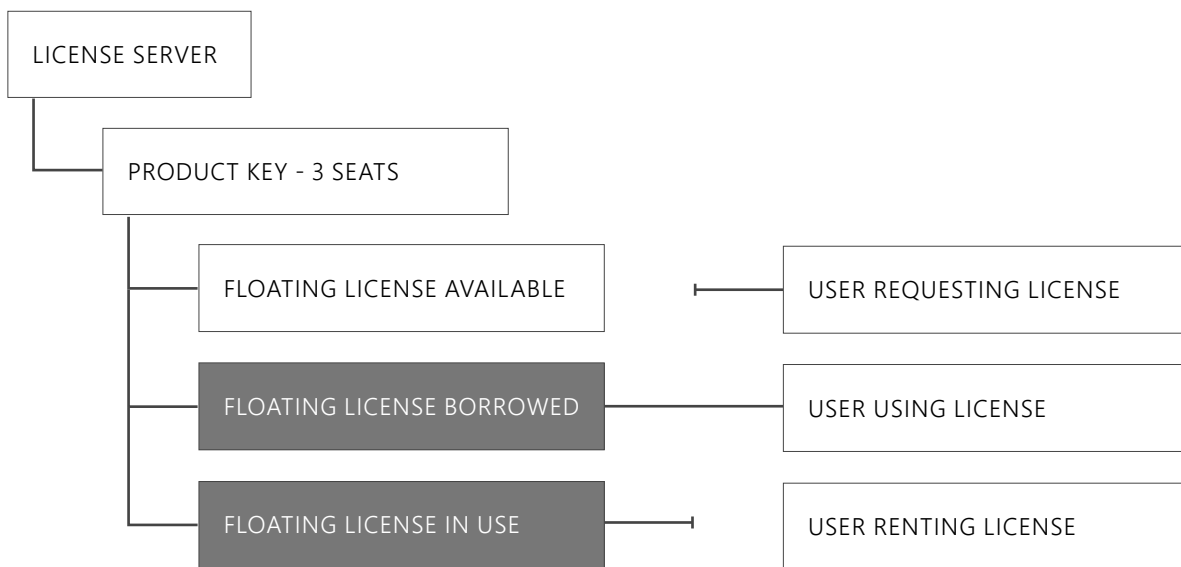 LICENSE SERVER
PRODUCT KEY - 3 SEATS
FLOATING LICENSE AVAILABLE
USER REQUESTING LICENSE
FLOATING LICENSE BORROWED
USER USING LICENSE
FLOATING LICENSE IN USE
USER RENTING LICENSE